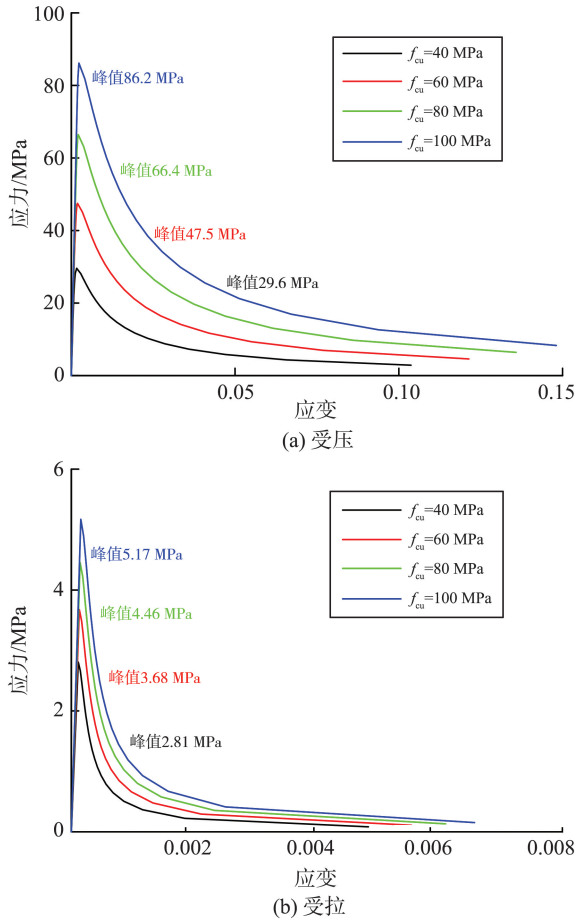 100
80
60
40
20
0
应力/MPa
峰值86.2 MPa
峰值66.4 MPa
峰值47.5 MPa
峰值29.6 MPa
fcu=40 MPa
fcu=60 MPa
fcu=80 MPa
fcu=100 MPa
0.05
0.10
0.15
应变
(a) 受压
6
4
2
0
应力/MPa
峰值5.17 MPa
峰值4.46 MPa
峰值3.68 MPa
峰值2.81 MPa
fcu=40 MPa
fcu=60 MPa
fcu=80 MPa
fcu=100 MPa
0.002
0.004
0.006
0.008
应变
(b) 受拉